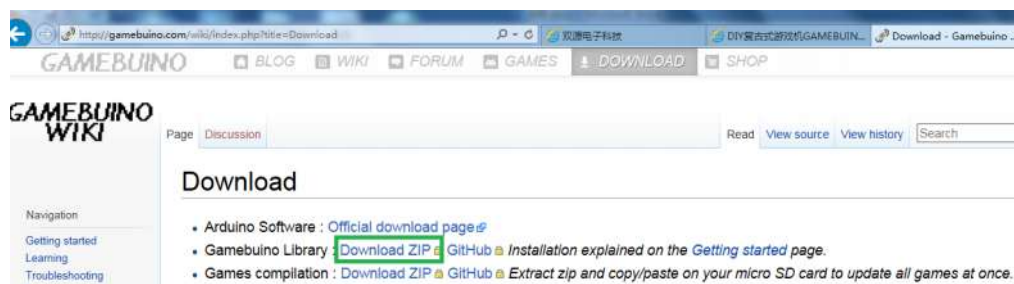 http://gamebuino.com/wiki/index.php?title=Download
双源电子科技
DIY复古式游戏机GAMEBUIN...
Download - Gamebuino ...
GAMEBUINO BLOG WIKI FORUM GAMES DOWNLOAD SHOP
GAMEBUINO
WIKI
Page Discussion Read View source View history Search
Download
Navigation
Getting started
Learning
Troubleshooting
Arduino Software : Official download page
Gamebuino Library : Download ZIP GitHub Installation explained on the Getting started page.
Games compilation : Download ZIP GitHub Extract zip and copy/paste on your micro SD card to update all games at once.